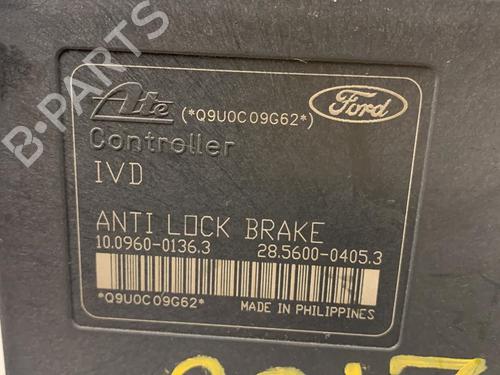 B-PARTS
Ate (*Q9U0C09G62*) Ford
Controller
IVD
ANTI LOCK BRAKE
10.0960-0136.3 28.5600-0405.3
*Q9U0C09G62* MADE IN PHILIPPINES